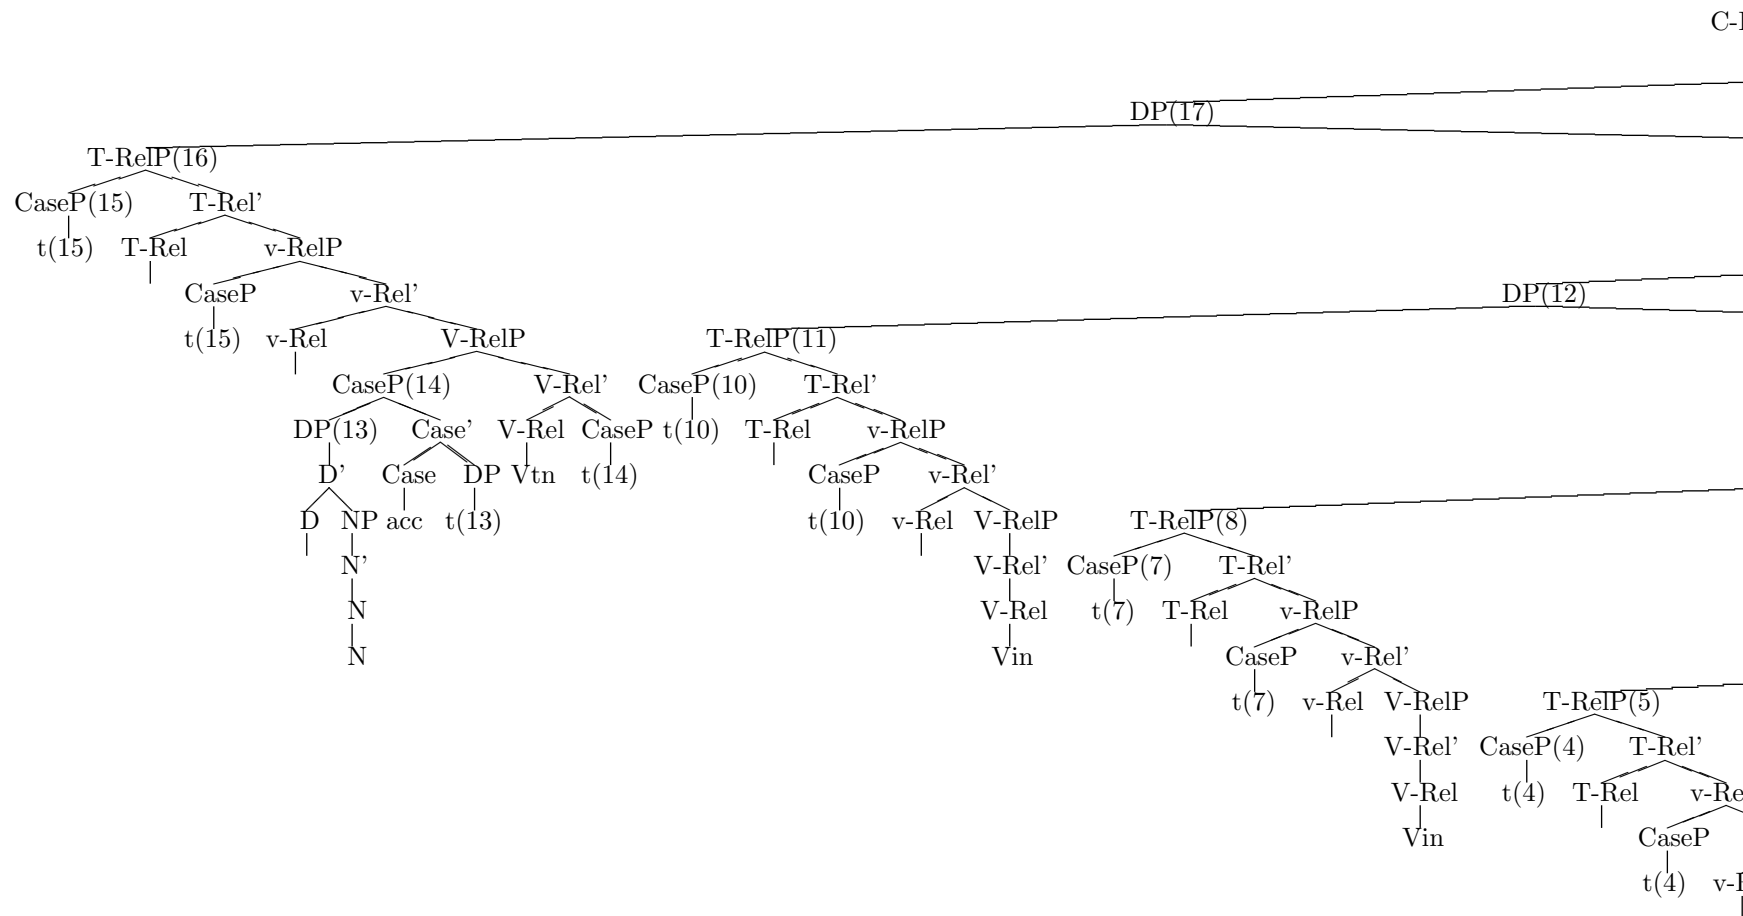 C-
DP(17)
T-RelP(16)
CaseP(15) T-Rel'
t(15) T-Rel v-RelP
CaseP v-Rel' DP(12)
t(15) v-Rel V-RelP T-RelP(11)
CaseP(14) V-Rel' CaseP(10) T-Rel'
DP(13) Case' V-Rel CaseP t(10) T-Rel v-RelP
D' Case DP Vtn t(14) CaseP v-Rel'
D NP acc t(13) t(10) v-Rel V-RelP T-RelP(8)
N' V-Rel' CaseP(7) T-Rel'
N V-Rel t(7) T-Rel v-RelP
N Vin CaseP v-Rel'
t(7) v-Rel V-RelP T-RelP(5)
V-Rel' CaseP(4) T-Rel'
V-Rel t(4) T-Rel v-Re
Vin CaseP
t(4) v-